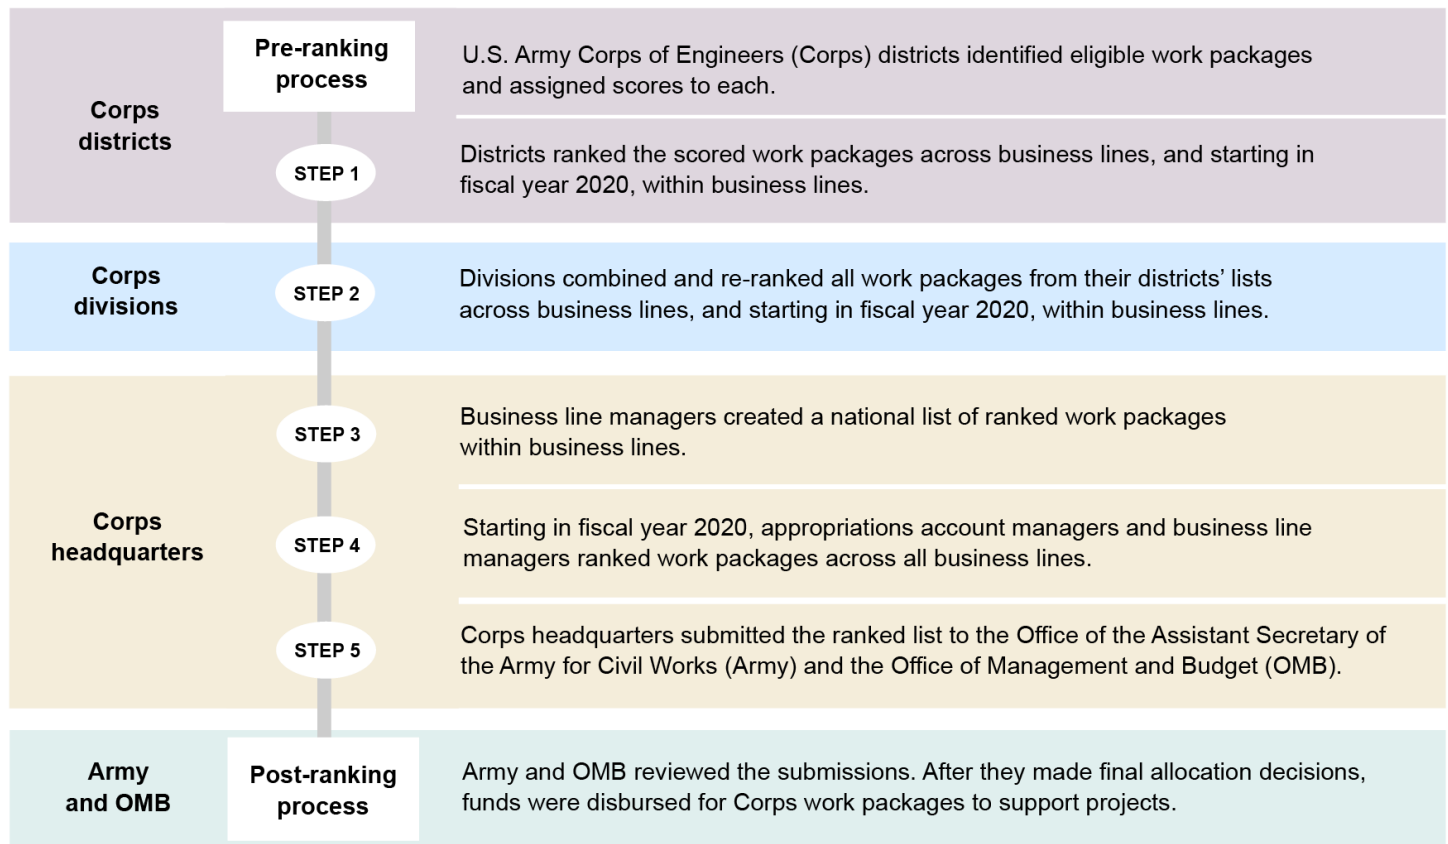 Corps
districts
Pre-ranking
process
U.S. Army Corps of Engineers (Corps) districts identified eligible work packages
and assigned scores to each.
STEP 1
Districts ranked the scored work packages across business lines, and starting in
fiscal year 2020, within business lines.
Corps
divisions
STEP 2
Divisions combined and re-ranked all work packages from their districts’ lists
across business lines, and starting in fiscal year 2020, within business lines.
Corps
headquarters
STEP 3
Business line managers created a national list of ranked work packages
within business lines.
STEP 4
Starting in fiscal year 2020, appropriations account managers and business line
managers ranked work packages across all business lines.
STEP 5
Corps headquarters submitted the ranked list to the Office of the Assistant Secretary of
the Army for Civil Works (Army) and the Office of Management and Budget (OMB).
Army
and OMB
Post-ranking
process
Army and OMB reviewed the submissions. After they made final allocation decisions,
funds were disbursed for Corps work packages to support projects.